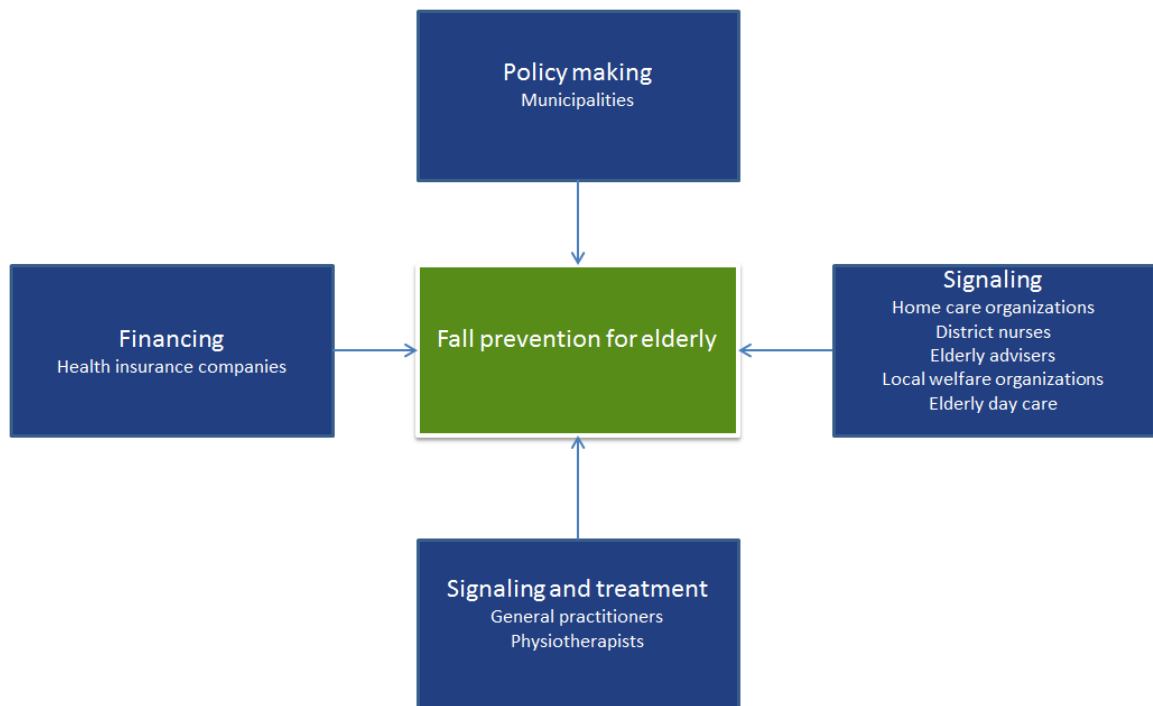 Policy making
Municipalities
Financing
Health insurance companies
Fall prevention for elderly
Signaling
Home care organizations
District nurses
Elderly advisers
Local welfare organizations
Elderly day care
Signaling and treatment
General practitioners
Physiotherapists